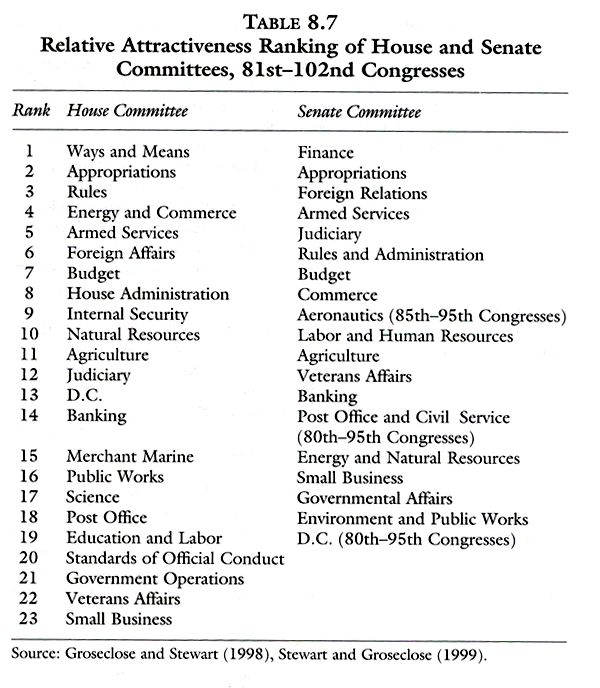 TABLE 8.7
Relative Attractiveness Ranking of House and Senate
Committees, 81st–102nd Congresses
Rank House Committee Senate Committee
1 Ways and Means Finance
2 Appropriations Appropriations
3 Rules Foreign Relations
4 Energy and Commerce Armed Services
5 Armed Services Judiciary
6 Foreign Affairs Rules and Administration
7 Budget Budget
8 House Administration Commerce
9 Internal Security Aeronautics (85th–95th Congresses)
10 Natural Resources Labor and Human Resources
11 Agriculture Agriculture
12 Judiciary Veterans Affairs
13 D.C. Banking
14 Banking Post Office and Civil Service
(80th–95th Congresses)
15 Merchant Marine Energy and Natural Resources
16 Public Works Small Business
17 Science Governmental Affairs
18 Post Office Environment and Public Works
19 Education and Labor D.C. (80th–95th Congresses)
20 Standards of Official Conduct
21 Government Operations
22 Veterans Affairs
23 Small Business
Source: Groseclose and Stewart (1998), Stewart and Groseclose (1999).